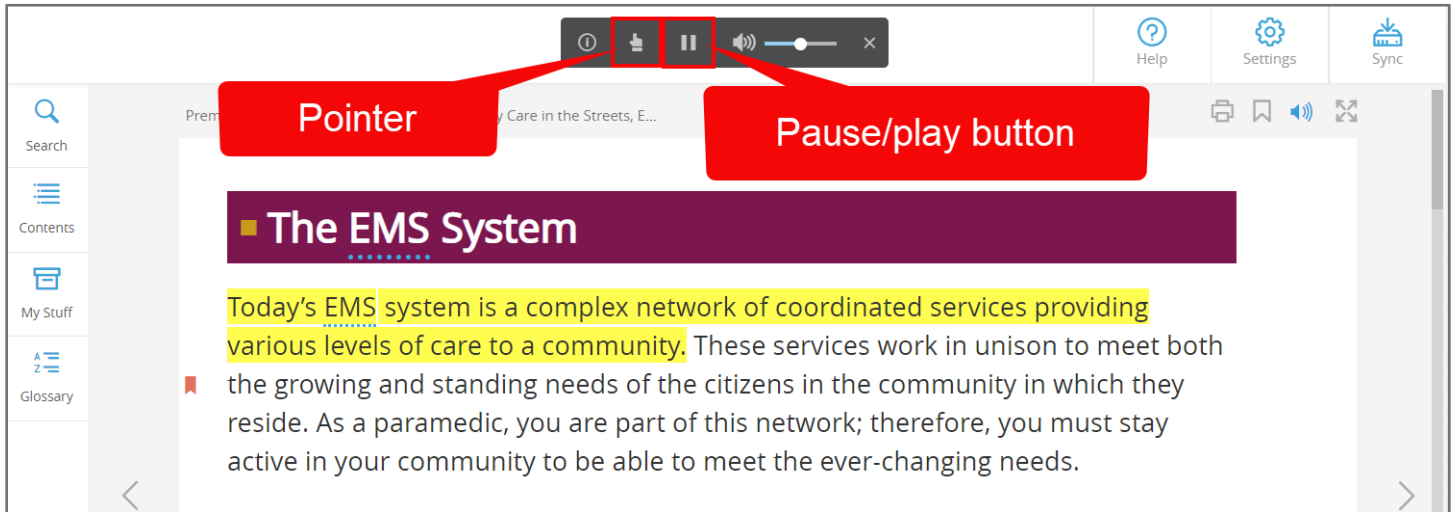 Help
Settings
Sync
Pointer
Pause/play button
Prem
y Care in the Streets, E...
Search
Contents
My Stuff
A
Z
Glossary
The EMS System
Today’s EMS system is a complex network of coordinated services providing
various levels of care to a community. These services work in unison to meet both
the growing and standing needs of the citizens in the community in which they
reside. As a paramedic, you are part of this network; therefore, you must stay
active in your community to be able to meet the ever-changing needs.